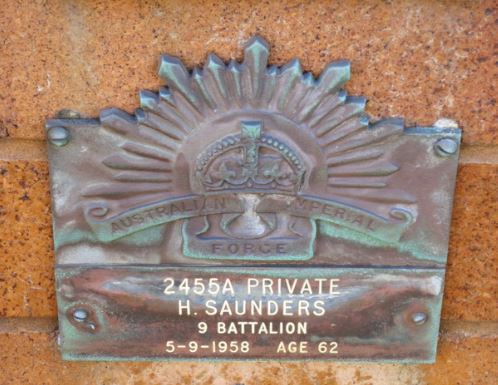 AUSTRALIAN IMPERIAL
FORCE
2455A PRIVATE
H. SAUNDERS
9 BATTALION
5-9-1958 AGE 62